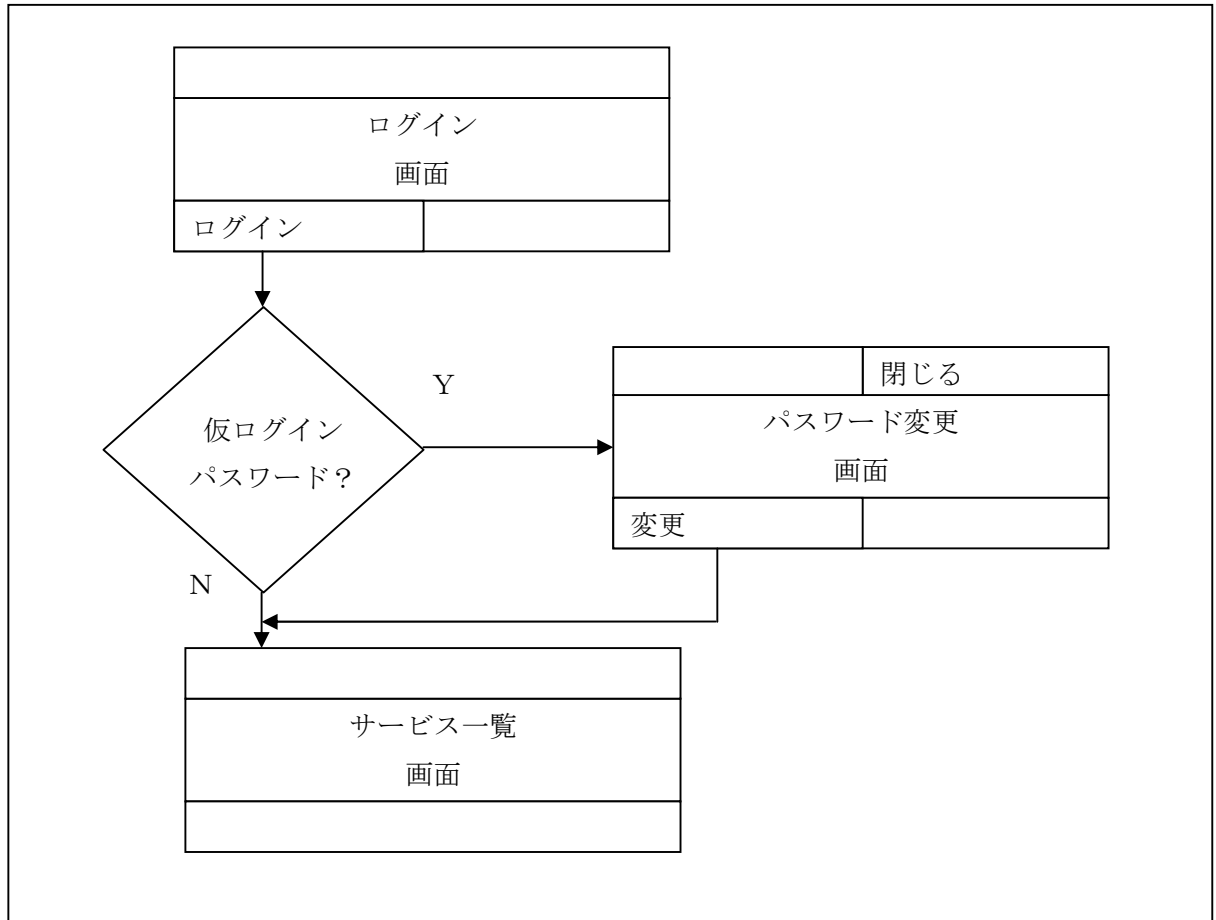 ログイン
画面
ログイン
Y
閉じる
パスワード変更
画面
変更
仮ログイン
パスワード？
N
サービス一覧
画面